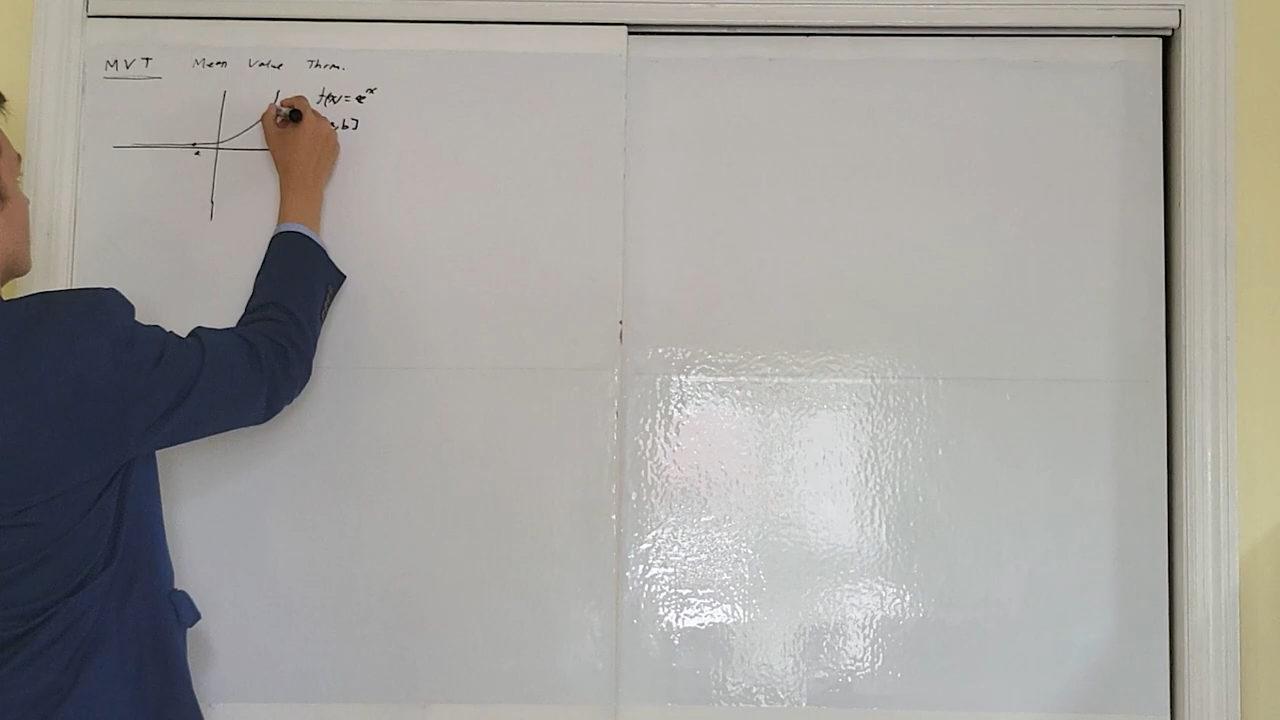 MVT Mean Value Thrm.
f(x) = e^x
a,b]
a